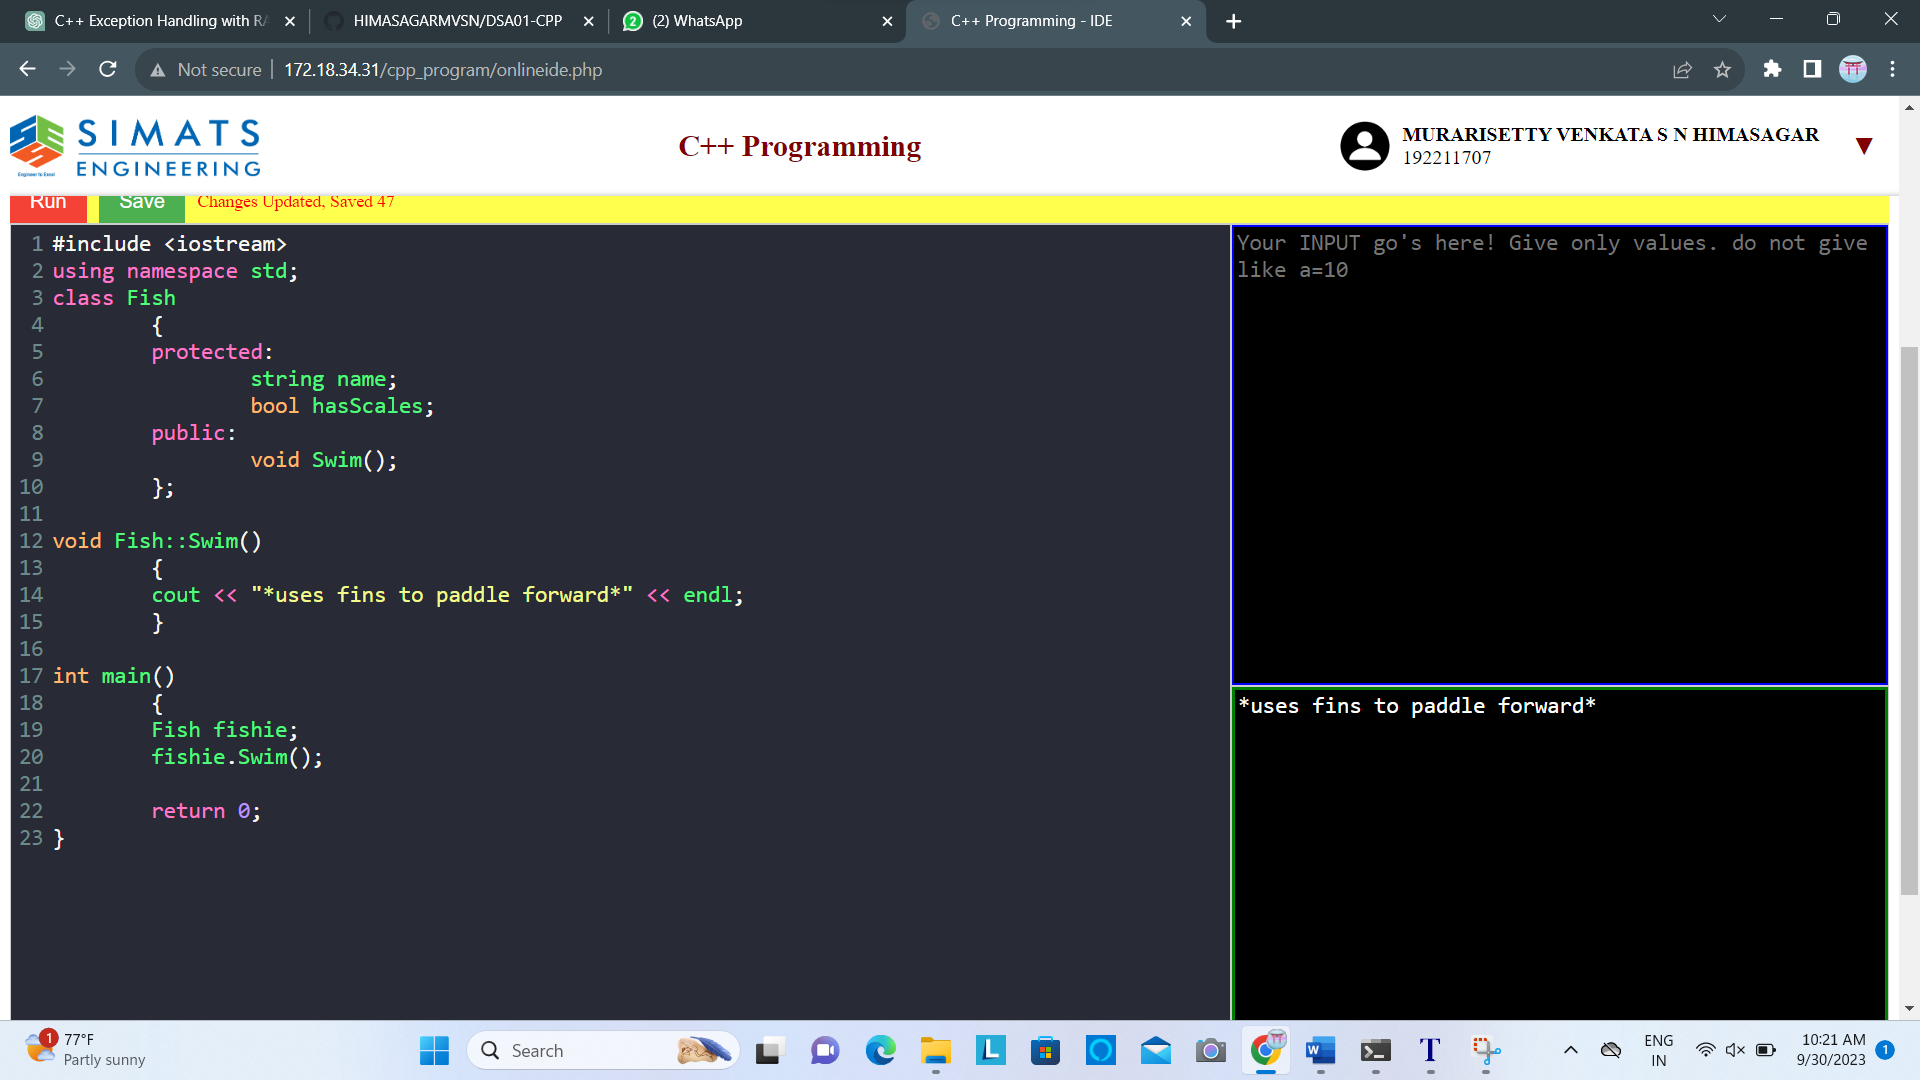 C++ Exception Handling with RA
HIMASAGARMVSN/DSA01-CPP
(2) WhatsApp
C++ Programming - IDE
Not secure
172.18.34.31/cpp_program/onlineide.php
SIMATS
ENGINEERING
Engineer to Excel
C++ Programming
MURARISETTY VENKATA S N HIMASAGAR
192211707
Run
Save
Changes Updated, Saved 47
1 #include <iostream>
2 using namespace std;
3 class Fish
4 {
5 protected:
6 string name;
7 bool hasScales;
8 public:
9 void Swim();
10 };
11
12 void Fish::Swim()
13 {
14 cout << "*uses fins to paddle forward*" << endl;
15 }
16
17 int main()
18 {
19 Fish fishie;
20 fishie.Swim();
21
22 return 0;
23 }
Your INPUT go's here! Give only values. do not give
like a=10
*uses fins to paddle forward*
1
77°F
Partly sunny
Search
ENG
IN
10:21 AM
9/30/2023
1